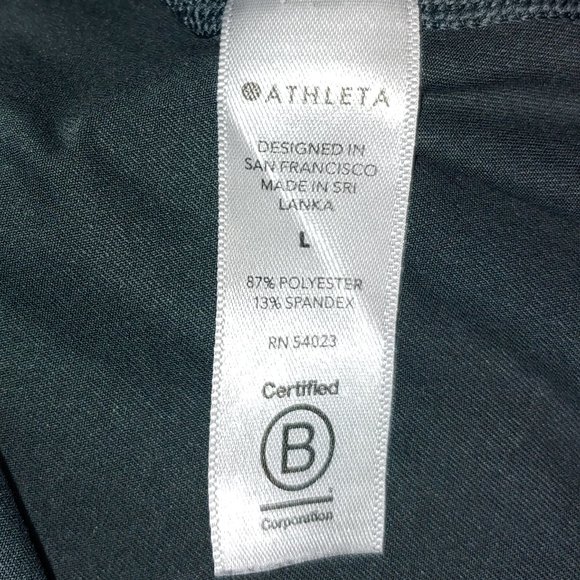 ATHLETA
DESIGNED IN
SAN FRANCISCO
MADE IN SRI
LANKA
L
87% POLYESTER
13% SPANDEX
RN 54023
Certified
B
Corporation